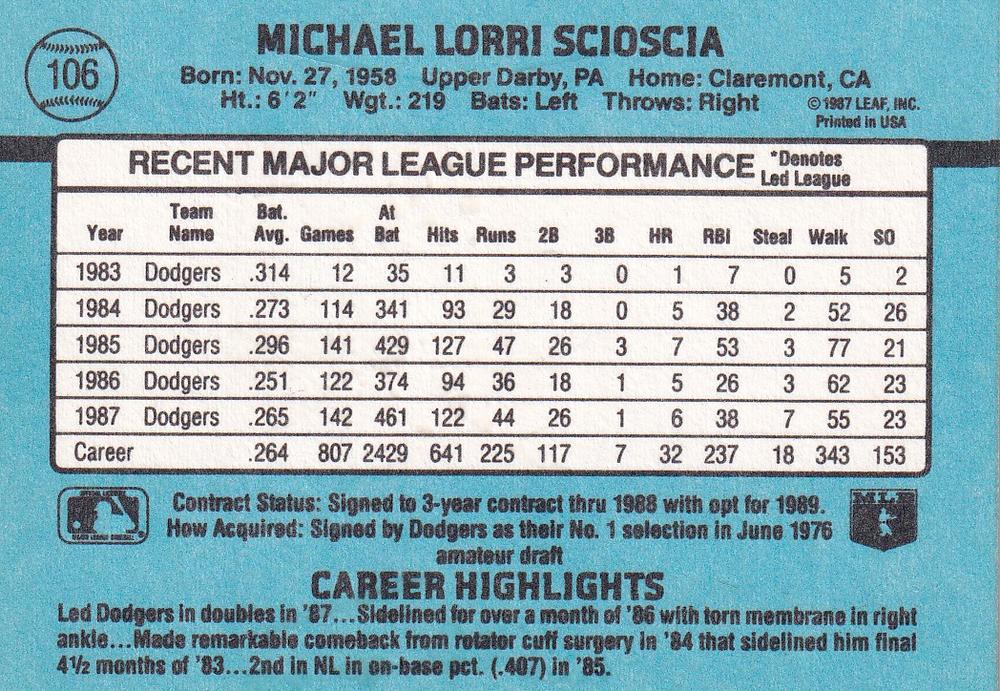 106
MICHAEL LORRI SCIOSCIA
Born: Nov. 27, 1958 Upper Darby, PA Home: Claremont, CA
Ht.: 6'2" Wgt.: 219 Bats: Left Throws: Right
©1987 LEAF, INC.
Printed in USA
RECENT MAJOR LEAGUE PERFORMANCE *Denotes Led League
Year Team Name Bat. Avg. Games At Bat Hits Runs 2B 3B HR RBI Steal Walk SO
1983 Dodgers .314 12 35 11 3 3 0 1 7 0 5 2
1984 Dodgers .273 114 341 93 29 18 0 5 38 2 52 26
1985 Dodgers .296 141 429 127 47 26 3 7 53 3 77 21
1986 Dodgers .251 122 374 94 36 18 1 5 26 3 62 23
1987 Dodgers .265 142 461 122 44 26 1 6 38 7 55 23
Career .264 807 2429 641 225 117 7 32 237 18 343 153
Contract Status: Signed to 3-year contract thru 1988 with opt for 1989.
How Acquired: Signed by Dodgers as their No. 1 selection in June 1976
amateur draft
MLB
CAREER HIGHLIGHTS
Led Dodgers in doubles in '87...Sidelined for over a month of '86 with torn membrane in right
ankle...Made remarkable comeback from rotator cuff surgery in '84 that sidelined him final
4½ months of '83...2nd in NL in on-base pct. (.407) in '85.